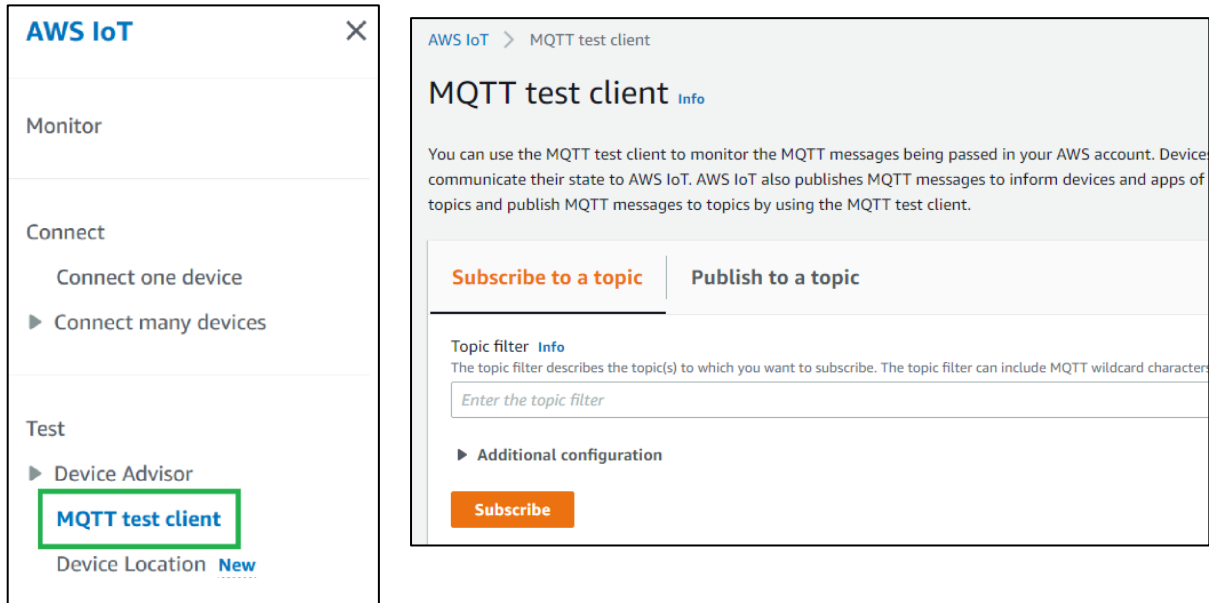 AWS IoT
Monitor
Connect
Connect one device
Connect many devices
Test
Device Advisor
MQTT test client
Device Location New
AWS IoT > MQTT test client
MQTT test client Info
You can use the MQTT test client to monitor the MQTT messages being passed in your AWS account. Devices
communicate their state to AWS IoT. AWS IoT also publishes MQTT messages to inform devices and apps of
topics and publish MQTT messages to topics by using the MQTT test client.
Subscribe to a topic
Publish to a topic
Topic filter Info
The topic filter describes the topic(s) to which you want to subscribe. The topic filter can include MQTT wildcard characters
Enter the topic filter
Additional configuration
Subscribe